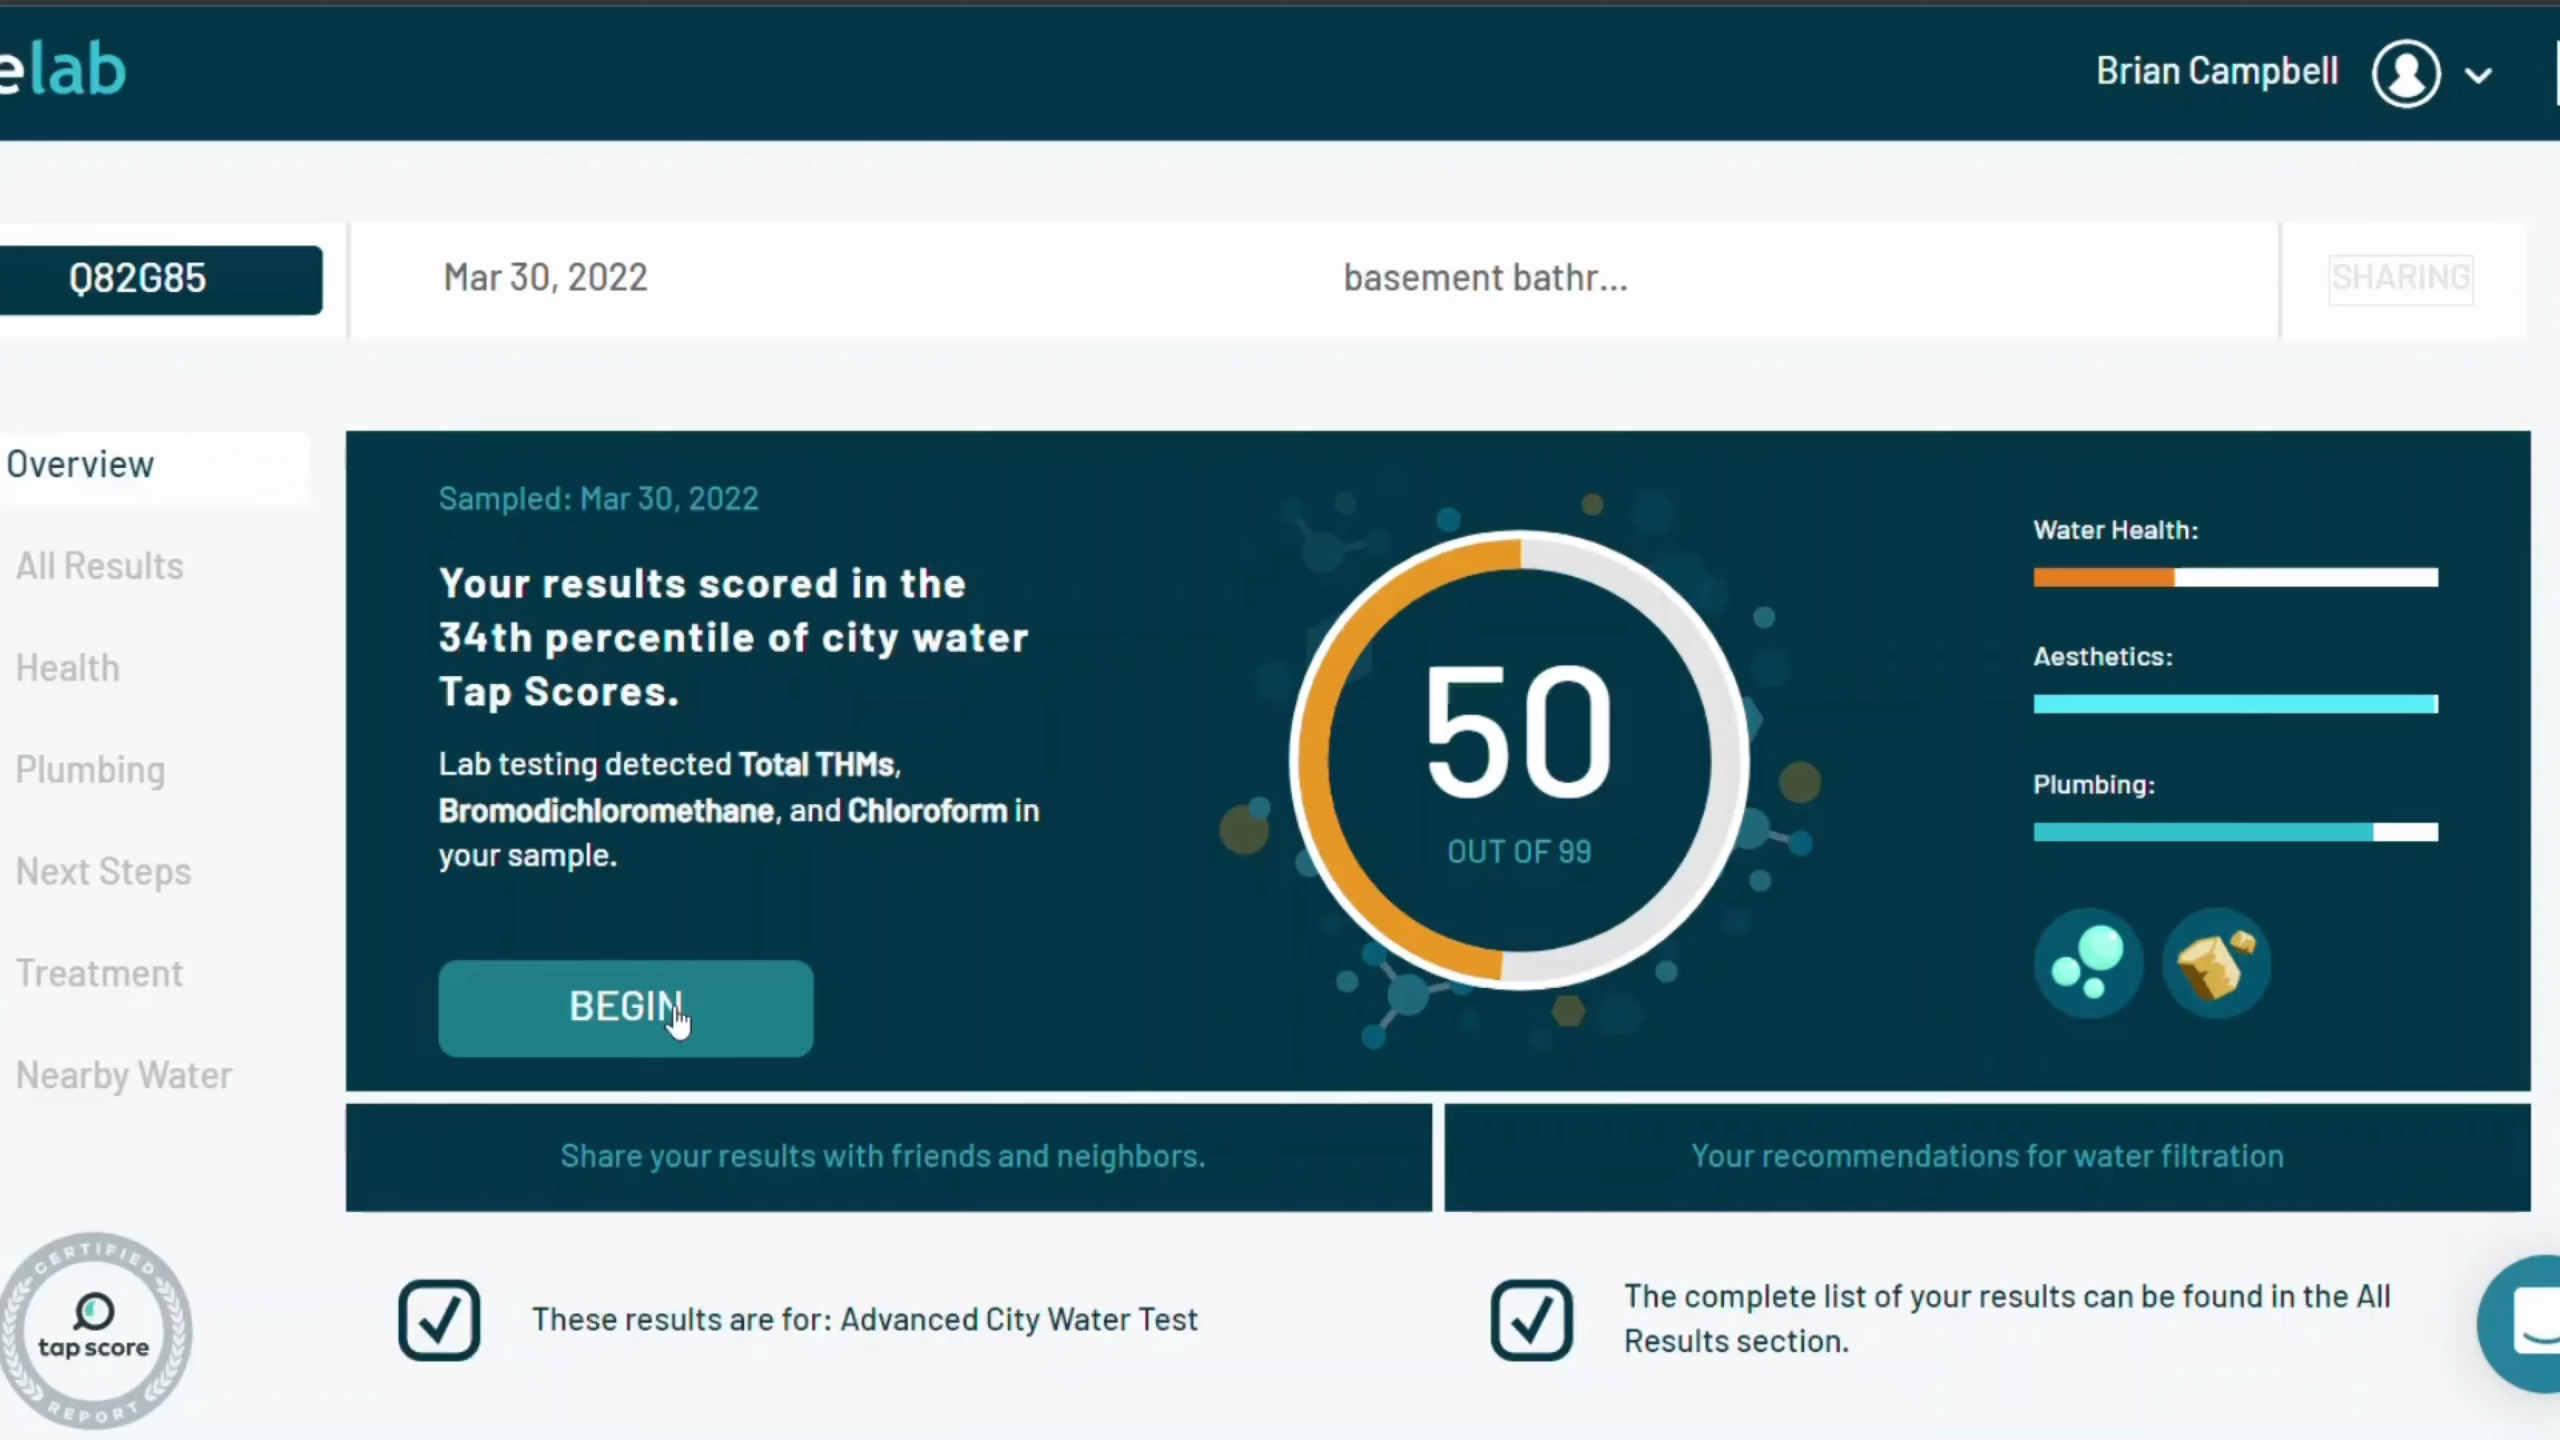 elab
Brian Campbell
Q82G85
Mar 30, 2022
basement bathr...
SHARING
Overview
All Results
Health
Plumbing
Next Steps
Treatment
Nearby Water
Sampled: Mar 30, 2022
Your results scored in the
34th percentile of city water
Tap Scores.
Lab testing detected Total THMs,
Bromodichloromethane, and Chloroform in
your sample.
BEGIN
50
OUT OF 99
Water Health:
Aesthetics:
Plumbing:
Share your results with friends and neighbors.
Your recommendations for water filtration
CERTIFIED
tap score
REPORT
These results are for: Advanced City Water Test
The complete list of your results can be found in the All
Results section.